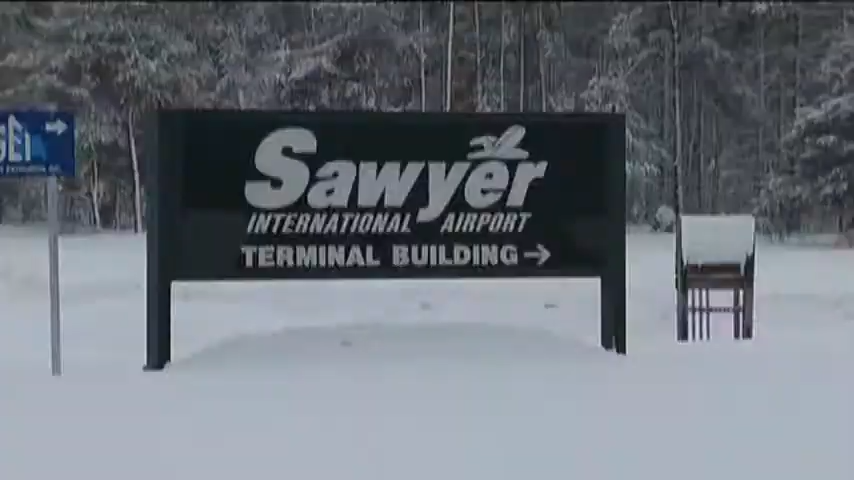 Sawyer
INTERNATIONAL AIRPORT
TERMINAL BUILDING →